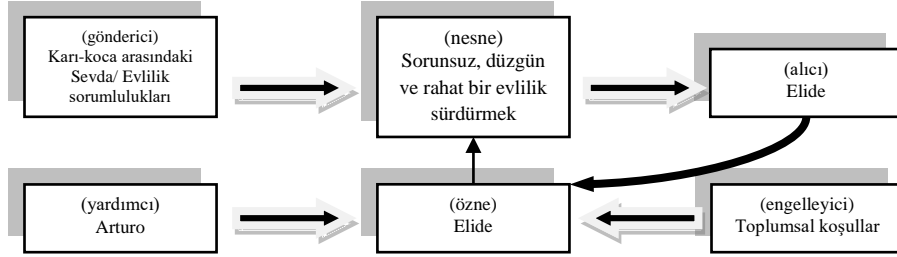 (gönderici)
Karı-koca arasındaki
Sevda/ Evlilik
sorumlulukları
(nesne)
Sorunsuz, düzgün
ve rahat bir evlilik
sürdürmek
(alıcı)
Elide
(yardımcı)
Arturo
(özne)
Elide
(engelleyici)
Toplumsal koşullar